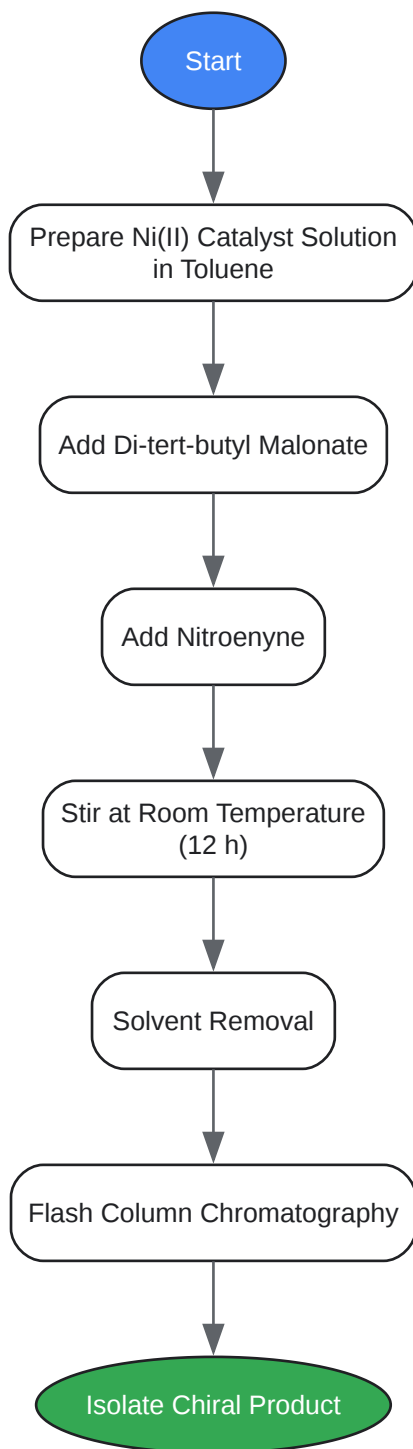 Start
Prepare Ni(II) Catalyst Solution
in Toluene
Add Di-tert-butyl Malonate
Add Nitroenyne
Stir at Room Temperature
(12 h)
Solvent Removal
Flash Column Chromatography
Isolate Chiral Product